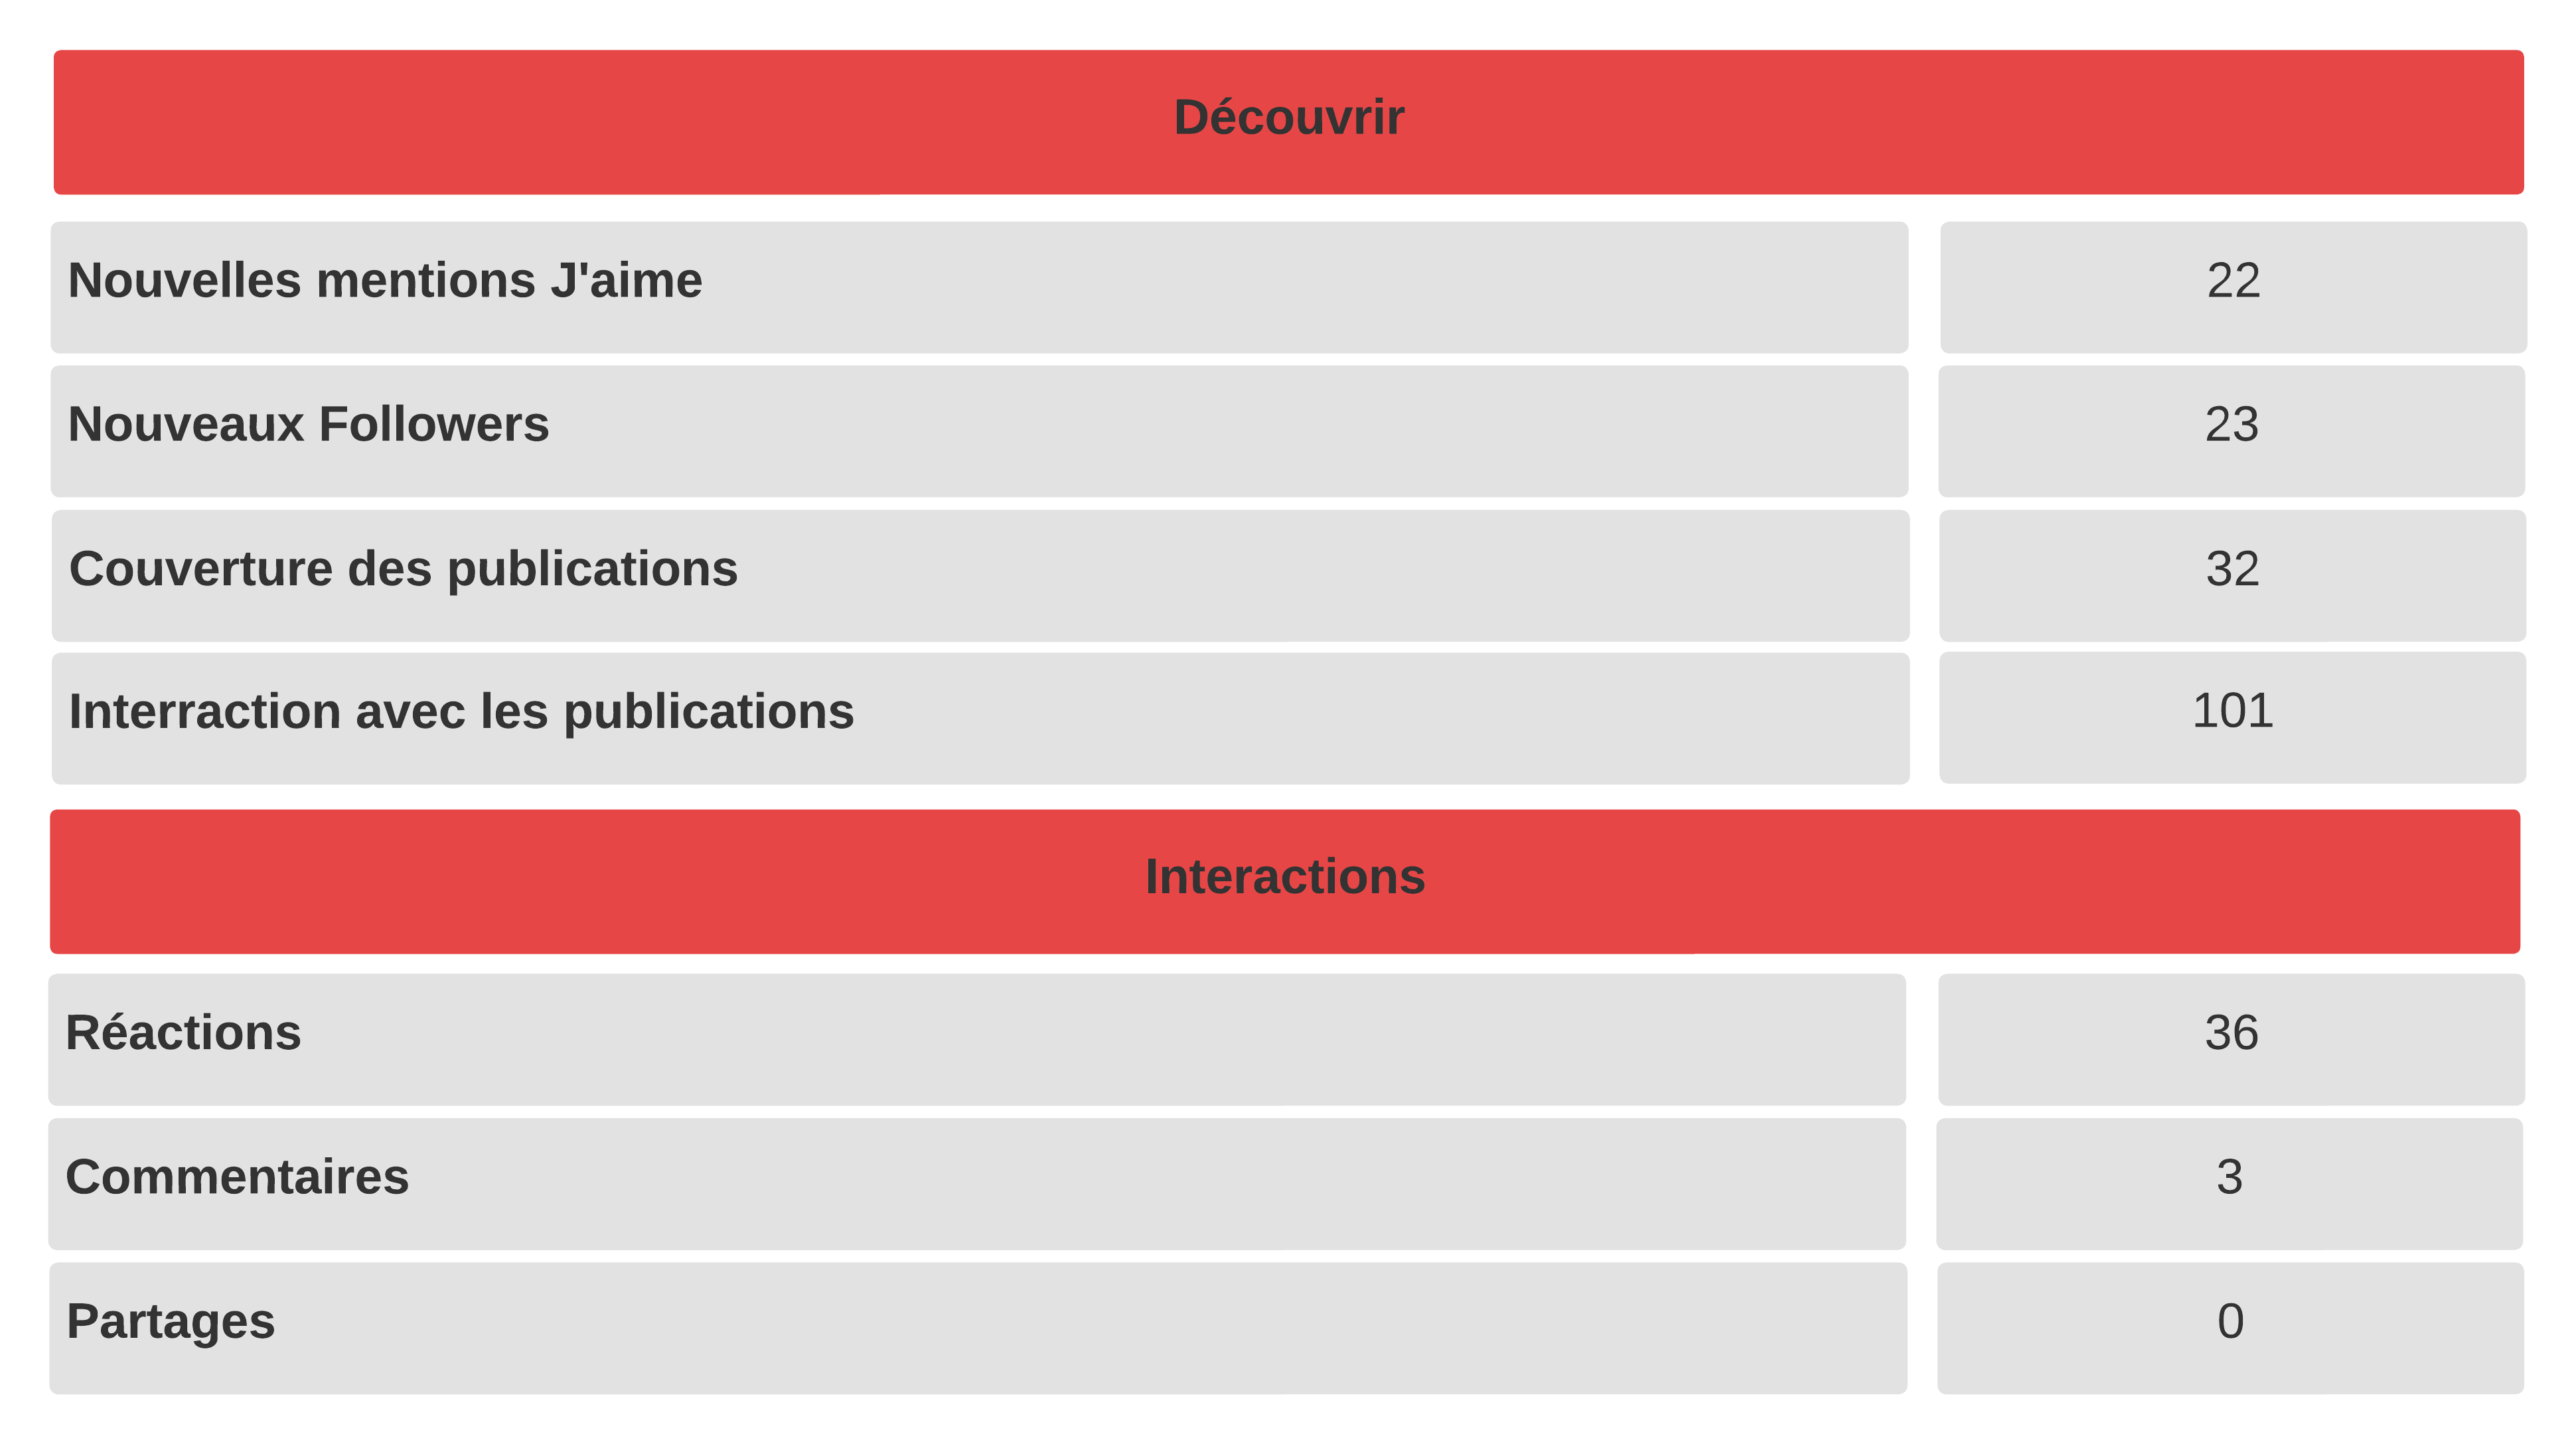 Découvrir
Nouvelles mentions J'aime 22
Nouveaux Followers 23
Couverture des publications 32
Interraction avec les publications 101
Interactions
Réactions 36
Commentaires 3
Partages 0